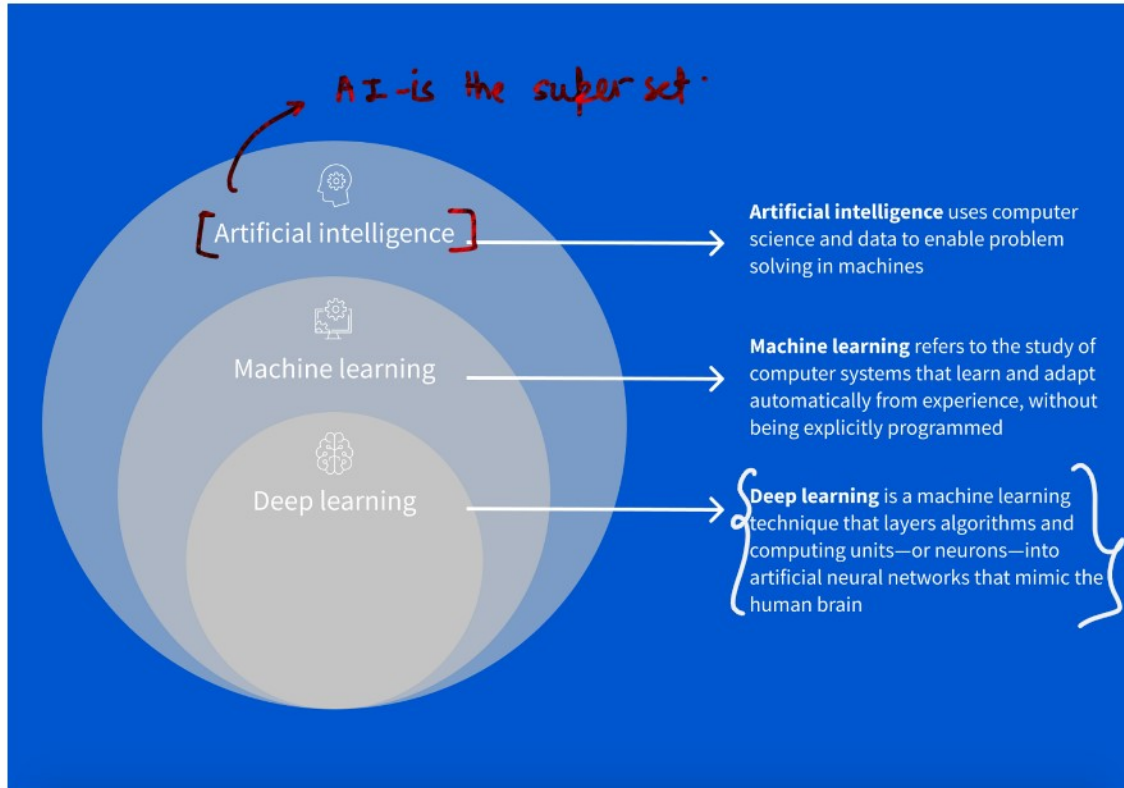 AI-is the super set.
Artificial intelligence
Artificial intelligence uses computer
science and data to enable problem
solving in machines
Machine learning
Machine learning refers to the study of
computer systems that learn and adapt
automatically from experience, without
being explicitly programmed
Deep learning
Deep learning is a machine learning
technique that layers algorithms and
computing units—or neurons—into
artificial neural networks that mimic the
human brain